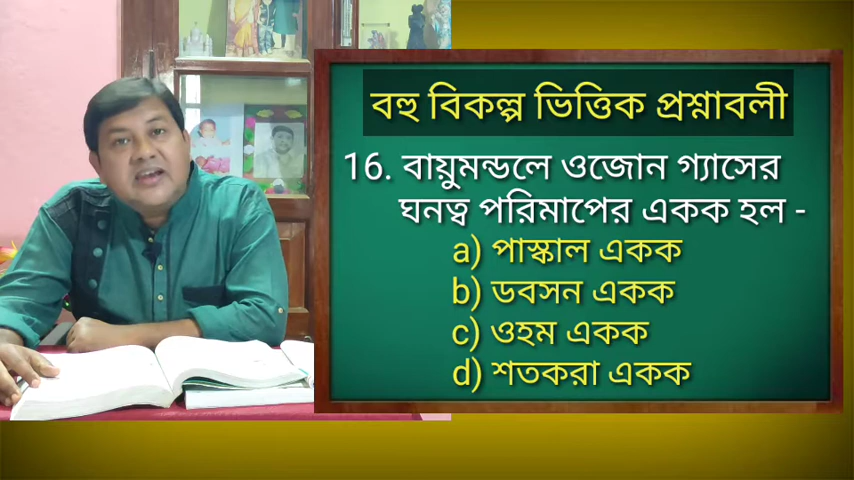 বহু বিকল্প ভিত্তিক প্রশ্নাবলী
16. বায়ুমন্ডলে ওজোন গ্যাসের
ঘনত্ব পরিমাপের একক হল -
a) পাস্কাল একক
b) ডবসন একক
c) ওহম একক
d) শতকরা একক